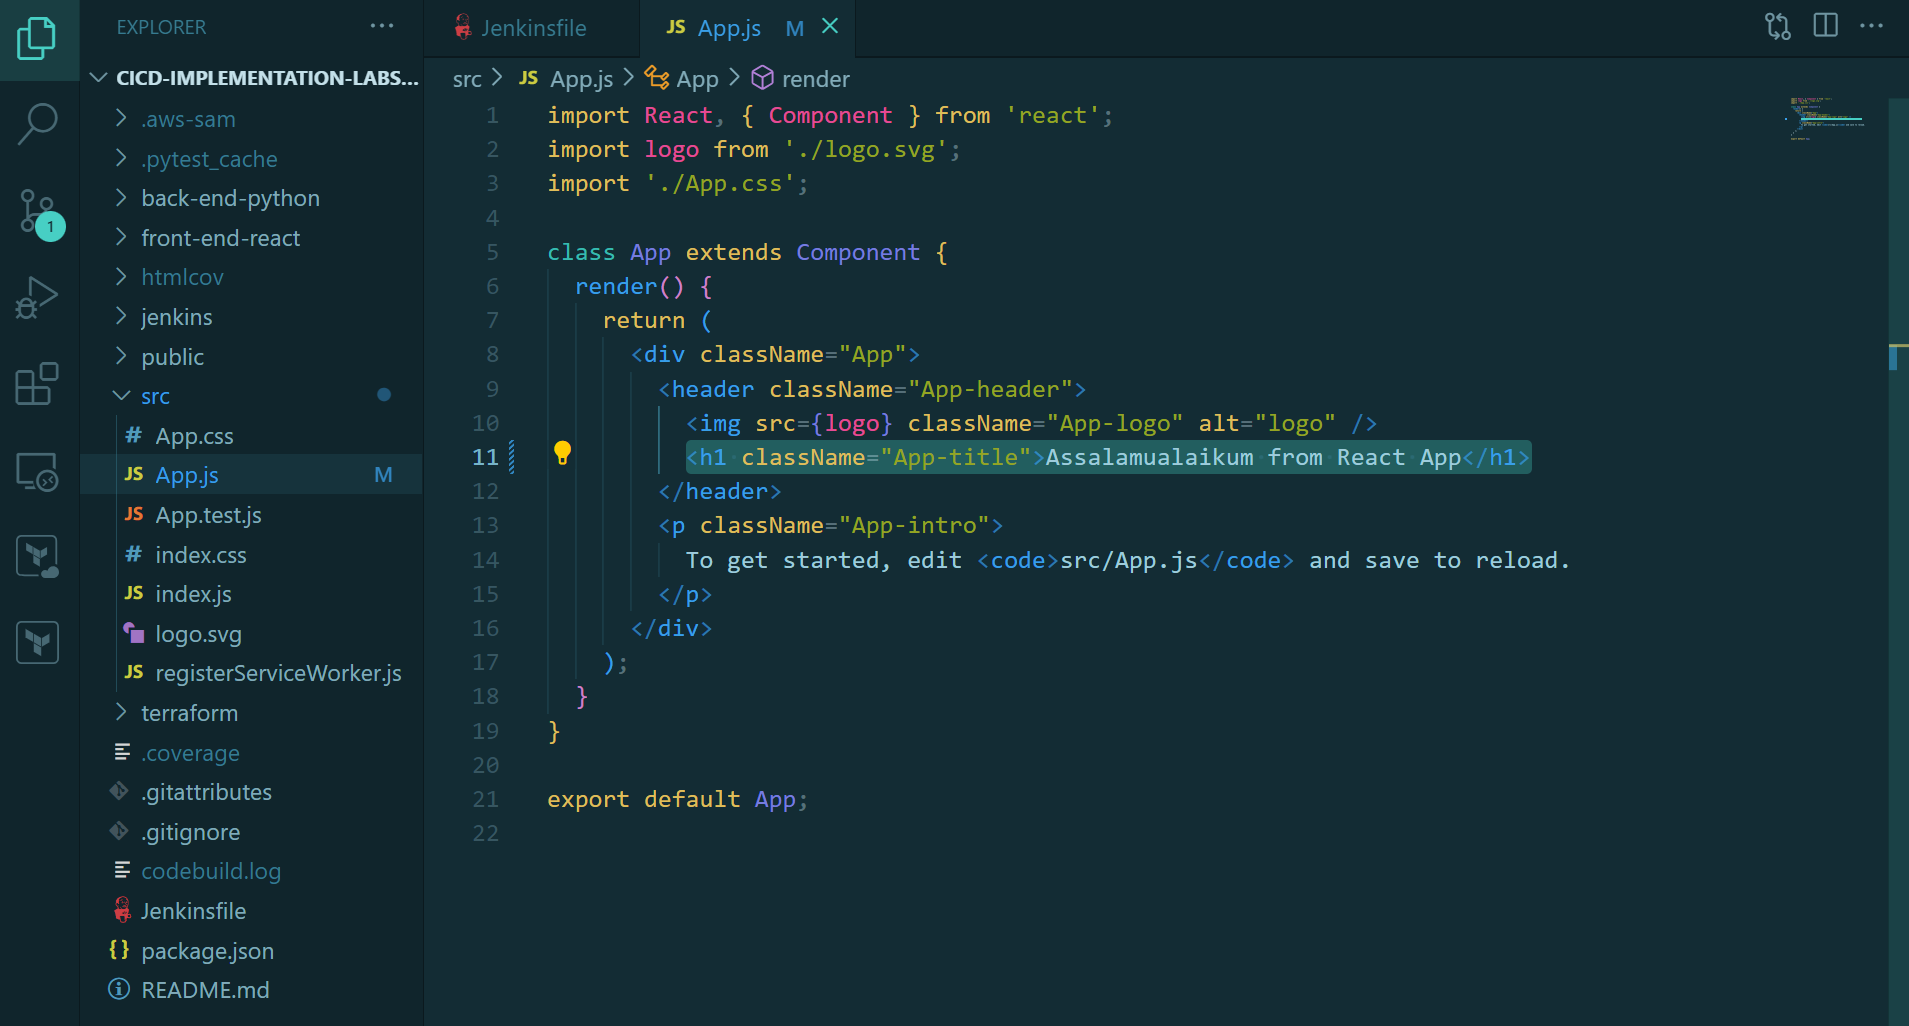 EXPLORER
CICD-IMPLEMENTATION-LABS...
.aws-sam
.pytest_cache
back-end-python
front-end-react
htmlcov
jenkins
public
src
# App.css
JS App.js M
JS App.test.js
# index.css
JS index.js
logo.svg
JS registerServiceWorker.js
terraform
.coverage
.gitattributes
.gitignore
codebuild.log
Jenkinsfile
{} package.json
README.md
1
Jenkinsfile
JS App.js M
src > JS App.js > App > render
1 import React, { Component } from 'react';
2 import logo from './logo.svg';
3 import './App.css';
4
5 class App extends Component {
6 render() {
7 return (
8 <div className="App">
9 <header className="App-header">
10 <img src={logo} className="App-logo" alt="logo" />
11 <h1 className="App-title">Assalamualaikum from React App</h1>
12 </header>
13 <p className="App-intro">
14 To get started, edit <code>src/App.js</code> and save to reload.
15 </p>
16 </div>
17 );
18 }
19 }
20
21 export default App;
22